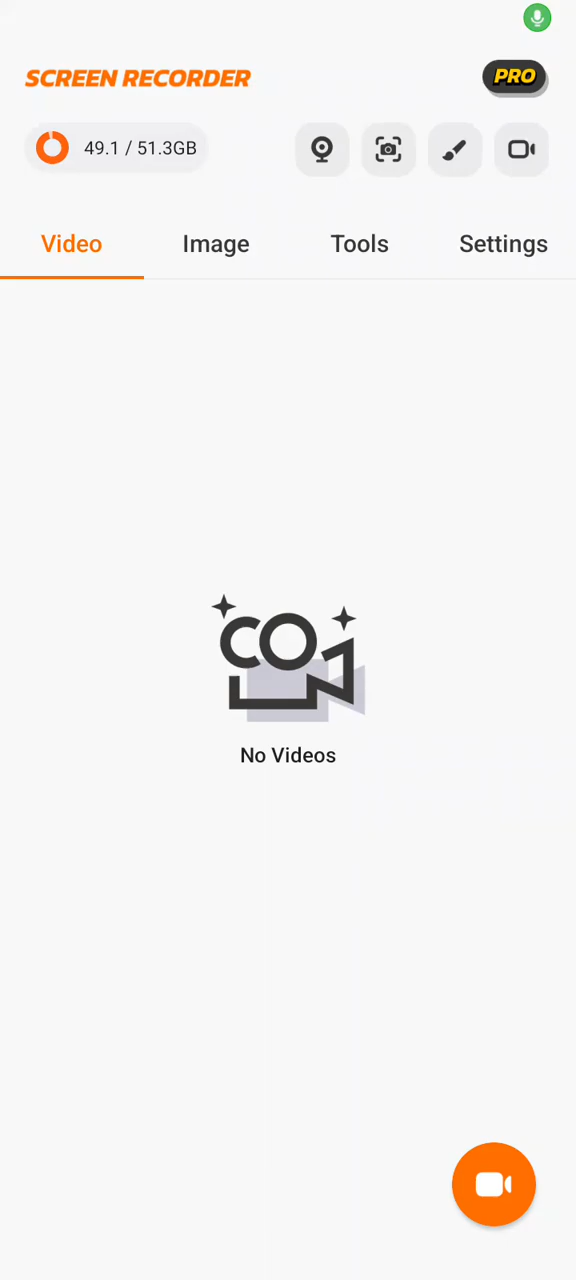 SCREEN RECORDER
PRO
49.1 / 51.3GB
Video
Image
Tools
Settings
No Videos